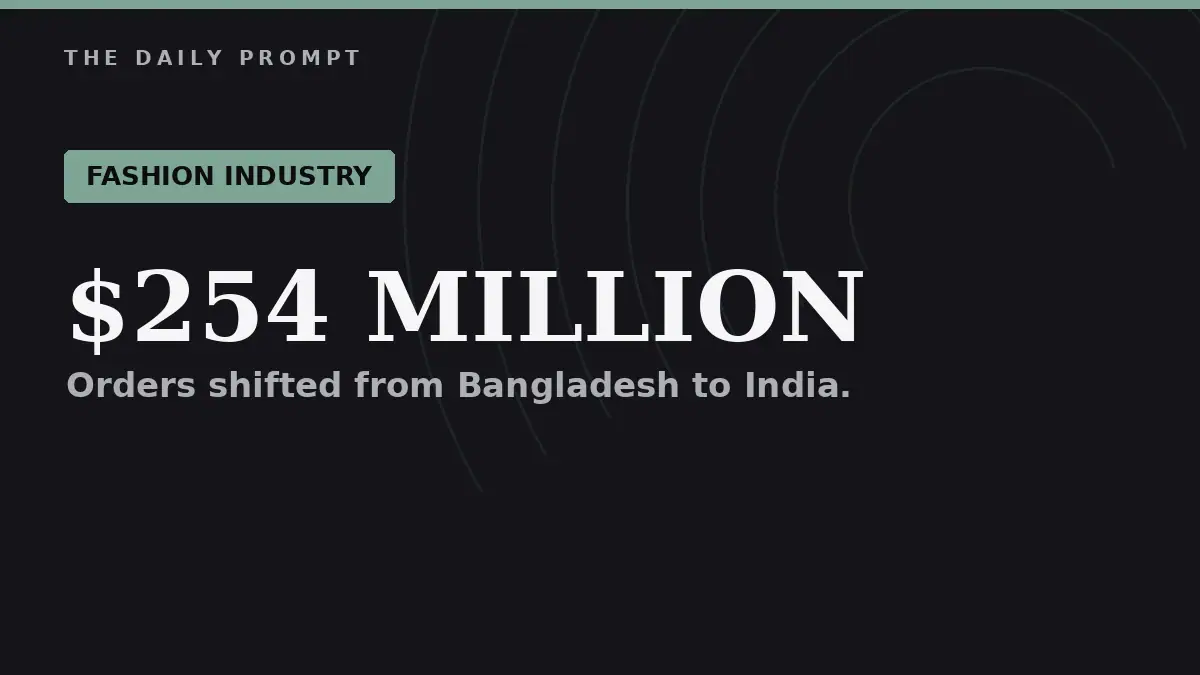 THE DAILY PROMPT
FASHION INDUSTRY
$254 MILLION
Orders shifted from Bangladesh to India.